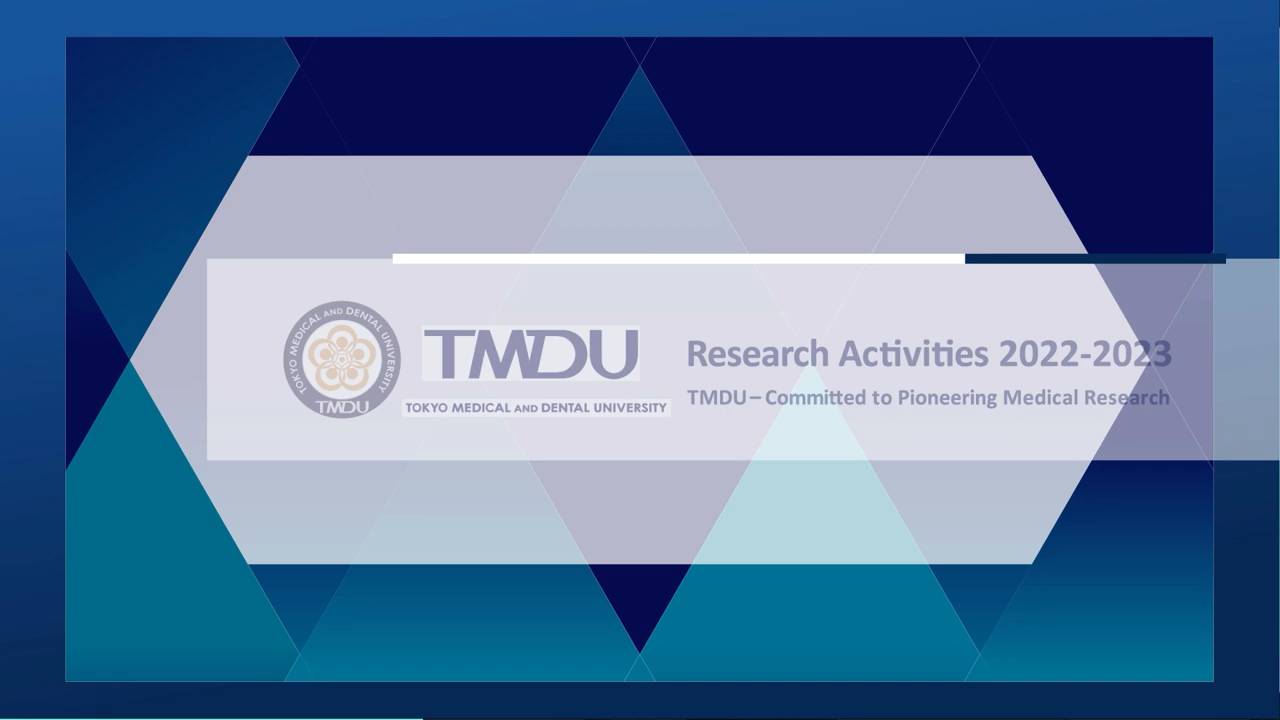 TOKYO MEDICAL AND DENTAL UNIVERSITY
TMDU
TMDU
TOKYO MEDICAL AND DENTAL UNIVERSITY
Research Activities 2022-2023
TMDU – Committed to Pioneering Medical Research